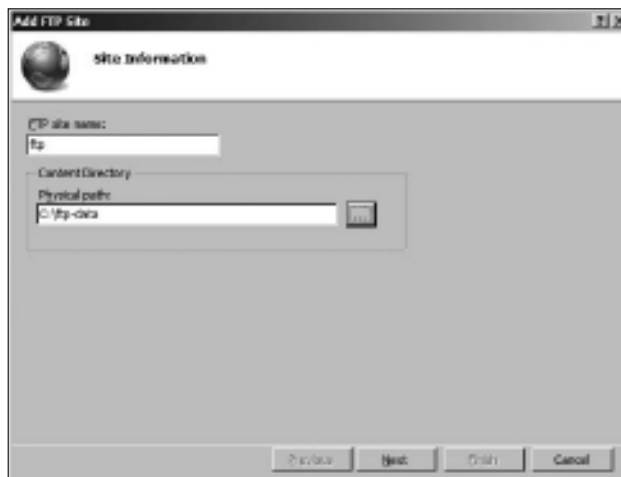 Add FTP Site
Site Information
FTP site name:
ftp
Content Directory
Physical path:
C:\ftp-data
...
Previous
Next
Finish
Cancel